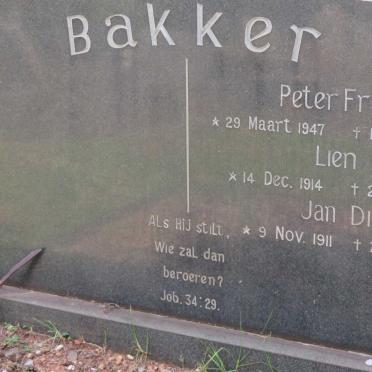 Bakker
Peter Fr
* 29 Maart 1947 †
Lien
* 14 Dec. 1914 † 2
Jan Di
* 9 Nov. 1911 †
Als Hij stilt,
Wie zal dan
beroeren?
Job. 34:29.